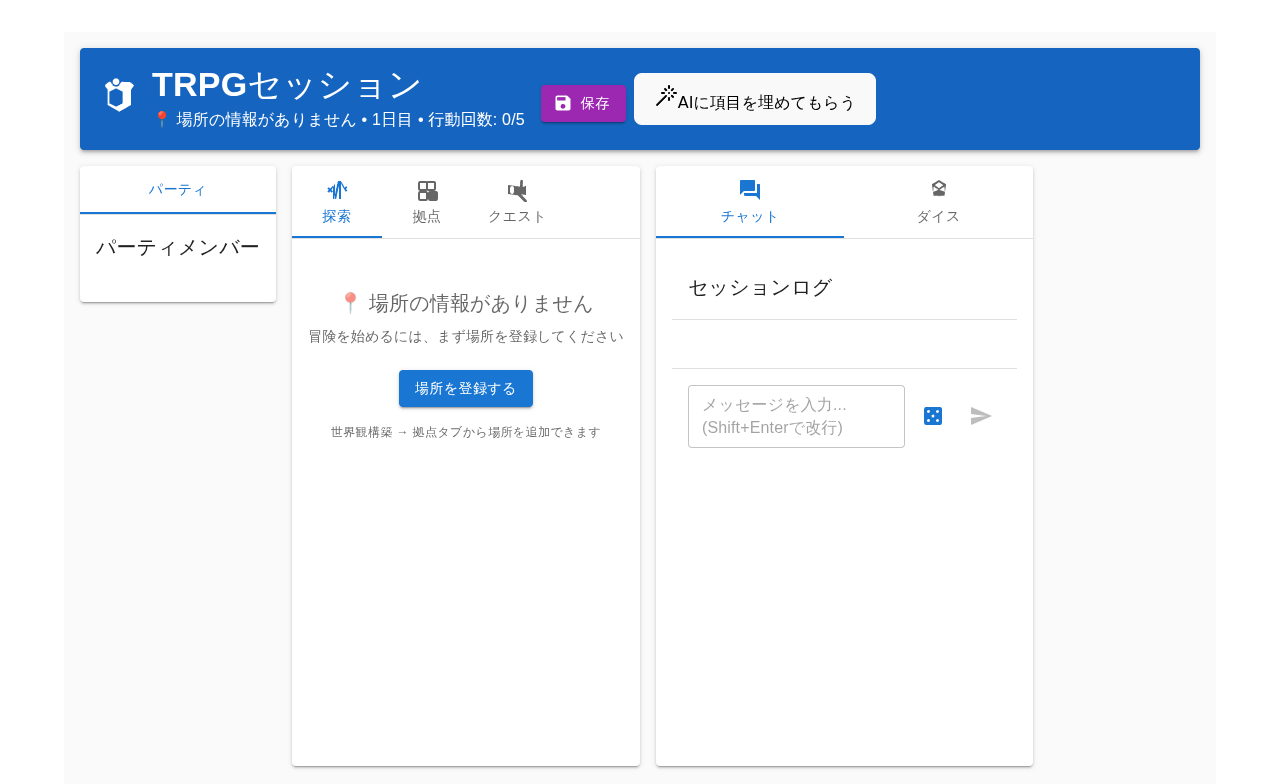 TRPGセッション
📍 場所の情報がありません • 1日目 • 行動回数: 0/5
保存
AIに項目を埋めてもらう
パーティ
パーティメンバー
探索
拠点
クエスト
📍 場所の情報がありません
冒険を始めるには、まず場所を登録してください
場所を登録する
世界観構築 → 拠点タブから場所を追加できます
チャット
ダイス
セッションログ
メッセージを入力...
(Shift+Enterで改行)